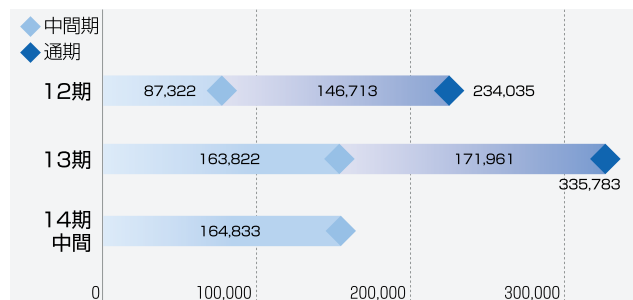 中間期
通期
12期
87,322
146,713
234,035
13期
163,822
171,961
335,783
14期
中間
164,833
0
100,000
200,000
300,000